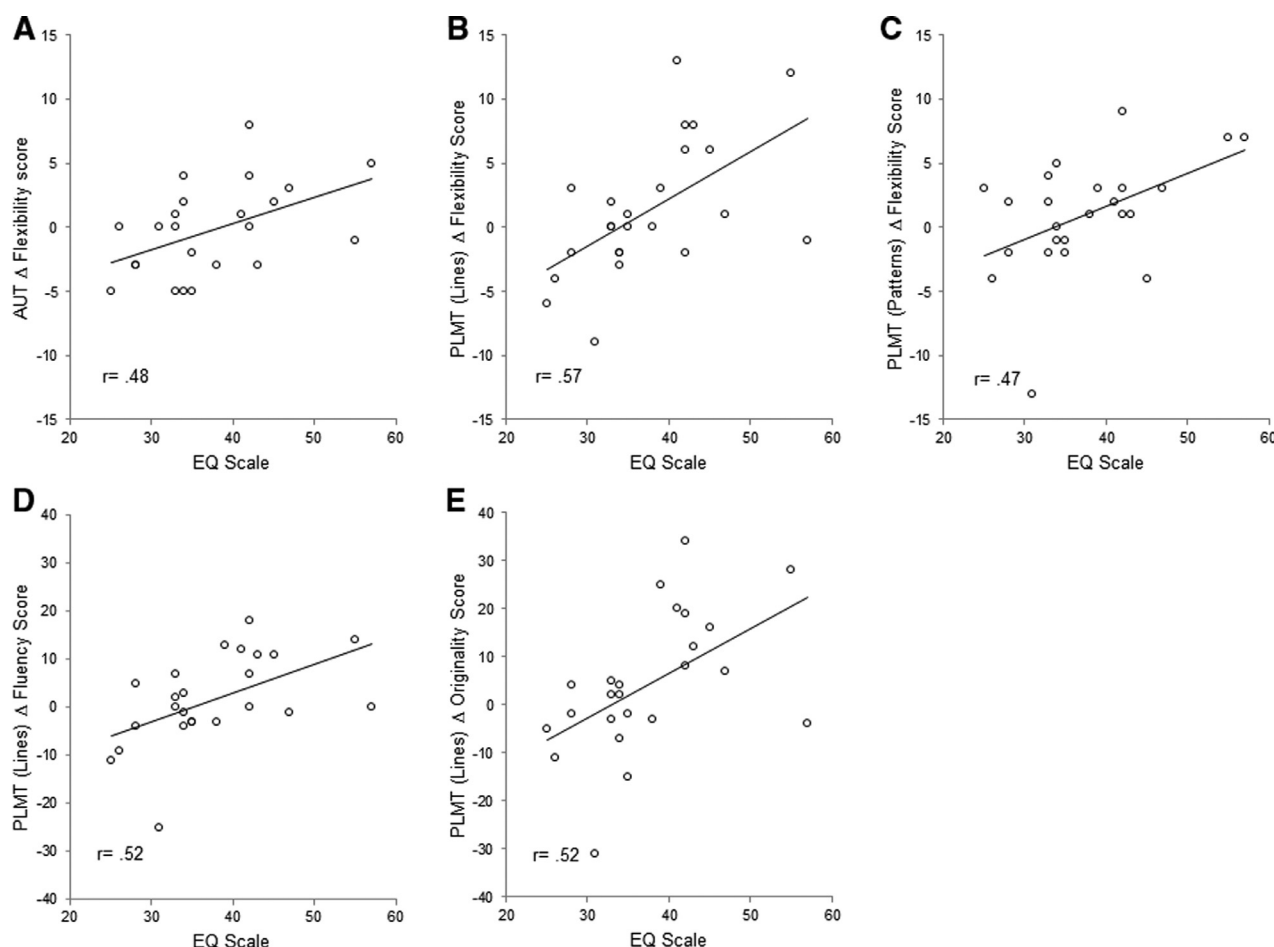 A
15
10
5
0
-5
-10
-15
AUT Δ Flexibility score
r= .48
20 30 40 50 60
EQ Scale
B
15
10
5
0
-5
-10
-15
PLMT (Lines) Δ Flexibility Score
r= .57
20 30 40 50 60
EQ Scale
C
15
10
5
0
-5
-10
-15
PLMT (Patterns) Δ Flexibility Score
r= .47
20 30 40 50 60
EQ Scale
D
40
30
20
10
0
-10
-20
-30
-40
PLMT (Lines) Δ Fluency Score
r= .52
20 30 40 50 60
EQ Scale
E
40
30
20
10
0
-10
-20
-30
-40
PLMT (Lines) Δ Originality Score
r= .52
20 30 40 50 60
EQ Scale